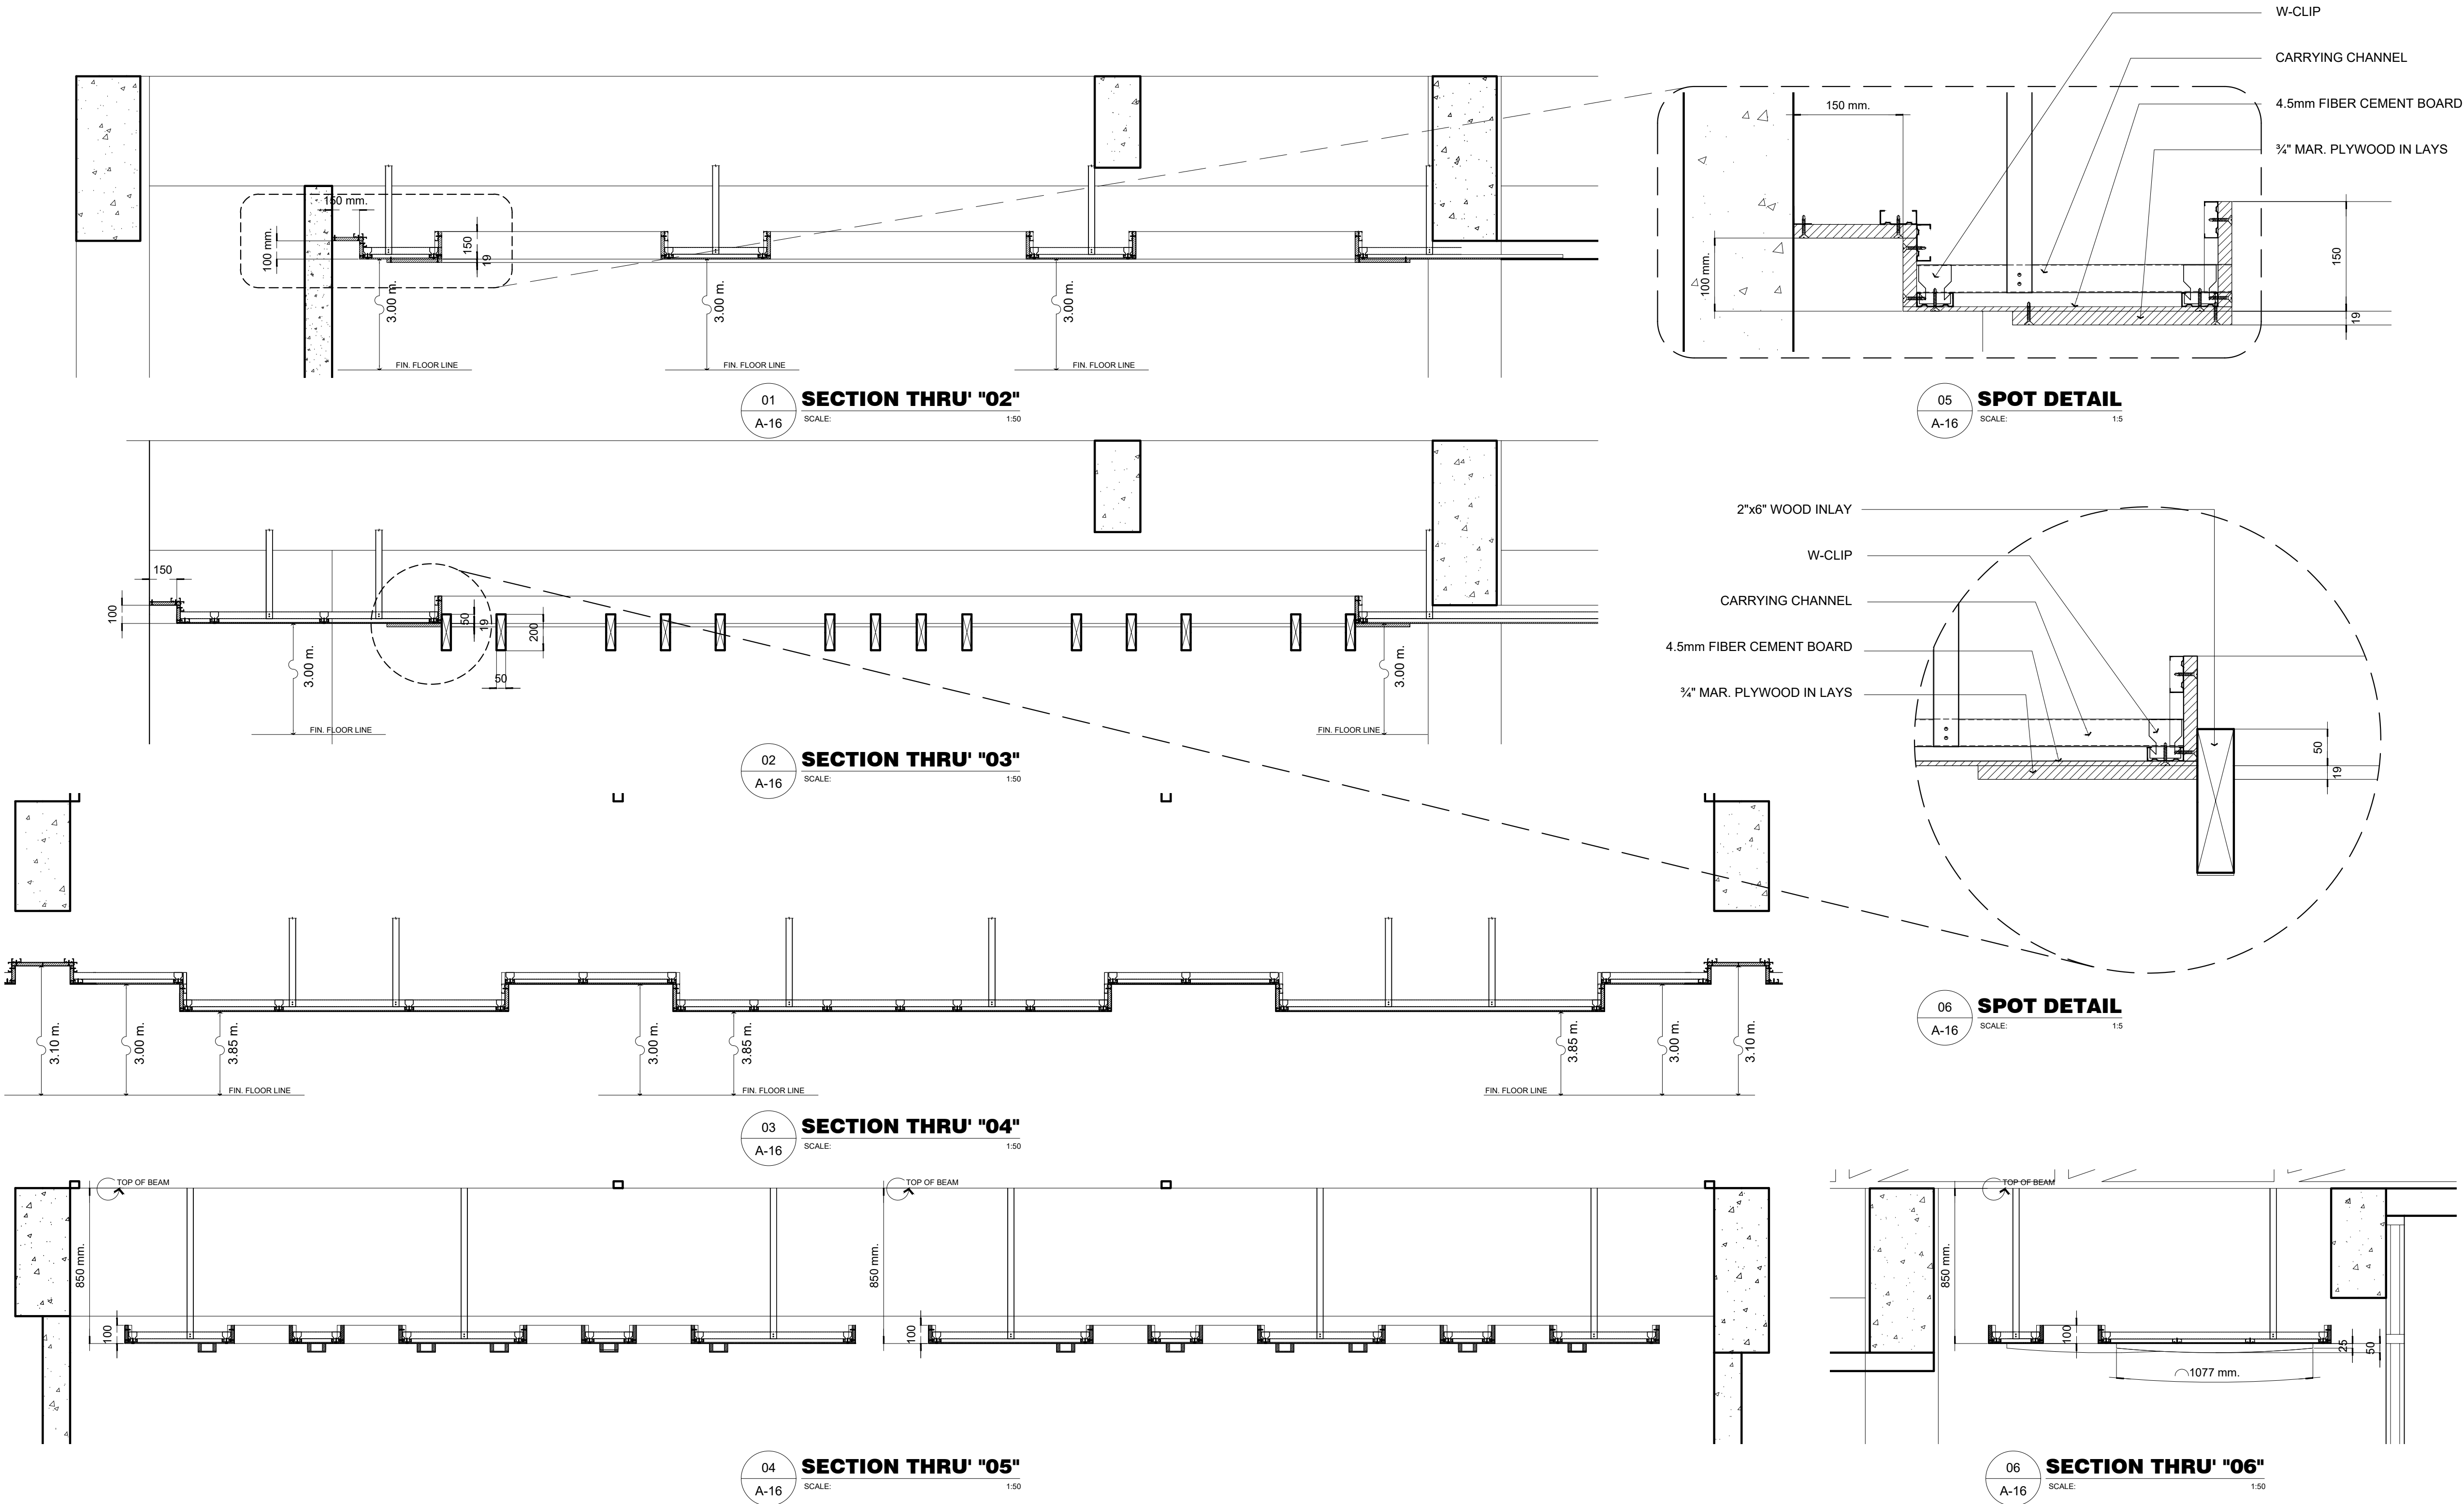 W-CLIP
CARRYING CHANNEL
4.5mm FIBER CEMENT BOARD
¾" MAR. PLYWOOD IN LAYS
150 mm.
100 mm.
150
19
150 mm.
100 mm.
150
19
3.00 m.
3.00 m.
3.00 m.
FIN. FLOOR LINE
FIN. FLOOR LINE
FIN. FLOOR LINE
01
A-16
SECTION THRU' "02"
SCALE: 1:50
05
A-16
SPOT DETAIL
SCALE: 1:5
150
100
50
19
200
50
3.00 m.
3.00 m.
FIN. FLOOR LINE
FIN. FLOOR LINE
02
A-16
SECTION THRU' "03"
SCALE: 1:50
2"x6" WOOD INLAY
W-CLIP
CARRYING CHANNEL
4.5mm FIBER CEMENT BOARD
¾" MAR. PLYWOOD IN LAYS
50
19
06
A-16
SPOT DETAIL
SCALE: 1:5
3.10 m.
3.00 m.
3.85 m.
3.00 m.
3.85 m.
3.85 m.
3.00 m.
3.10 m.
FIN. FLOOR LINE
FIN. FLOOR LINE
FIN. FLOOR LINE
03
A-16
SECTION THRU' "04"
SCALE: 1:50
TOP OF BEAM
TOP OF BEAM
850 mm.
100
850 mm.
100
04
A-16
SECTION THRU' "05"
SCALE: 1:50
TOP OF BEAM
850 mm.
100
25
50
1077 mm.
06
A-16
SECTION THRU' "06"
SCALE: 1:50